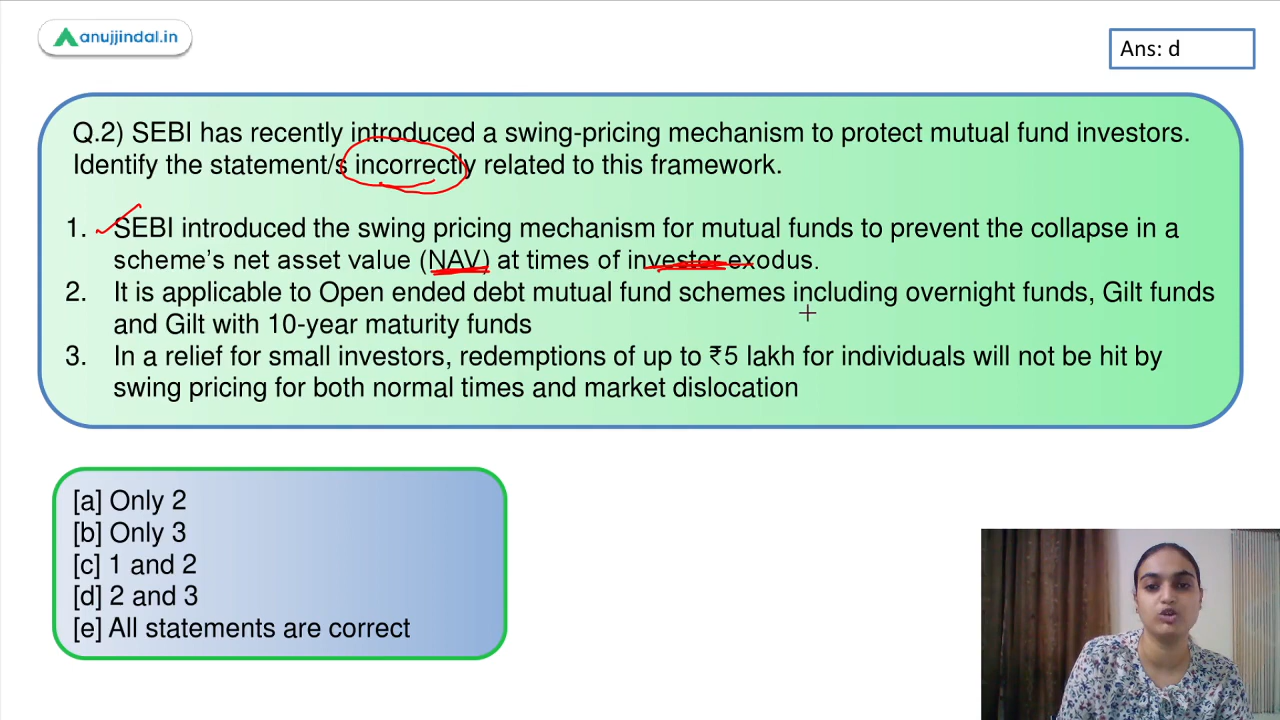 anujjindal.in
Ans: d
Q.2) SEBI has recently introduced a swing-pricing mechanism to protect mutual fund investors.
Identify the statement/s incorrectly related to this framework.
1. SEBI introduced the swing pricing mechanism for mutual funds to prevent the collapse in a
scheme’s net asset value (NAV) at times of investor exodus.
2. It is applicable to Open ended debt mutual fund schemes including overnight funds, Gilt funds
and Gilt with 10-year maturity funds
3. In a relief for small investors, redemptions of up to ₹5 lakh for individuals will not be hit by
swing pricing for both normal times and market dislocation
[a] Only 2
[b] Only 3
[c] 1 and 2
[d] 2 and 3
[e] All statements are correct